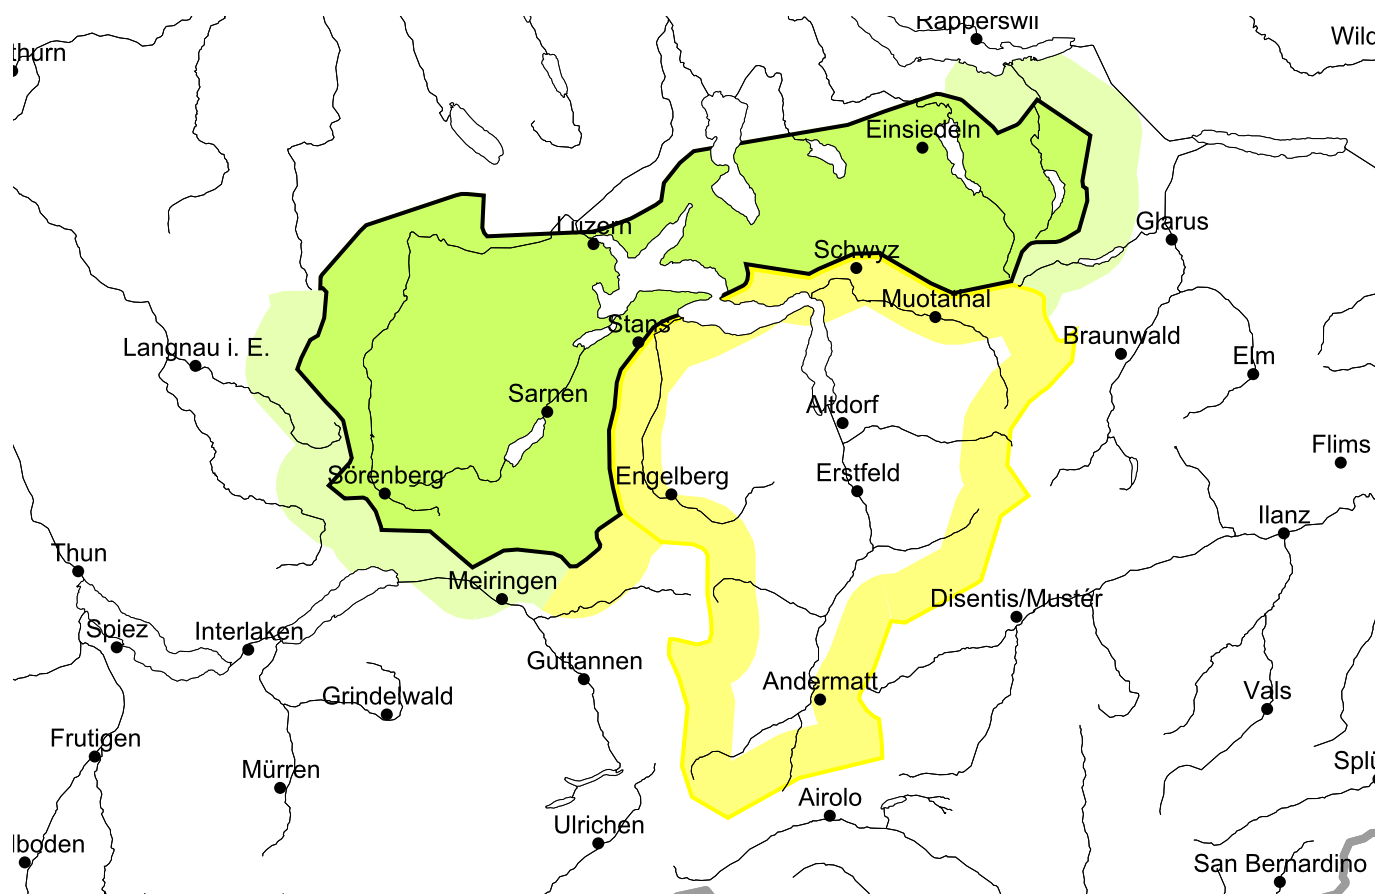 Rapperswil
Wild
thurn
Einsiedeln
Glarus
Luzern
Schwyz
Muotathal
Stans
Braunwald
Langnau i. E.
Elm
Sarnen
Altdorf
Flims
Sörenberg
Engelberg
Erstfeld
Ilanz
Thun
Meiringen
Disentis/Mustér
Spiez
Interlaken
Guttannen
Andermatt
Vals
Grindelwald
Frutigen
Mürren
Splü
Airolo
Ulrichen
lboden
San Bernardino